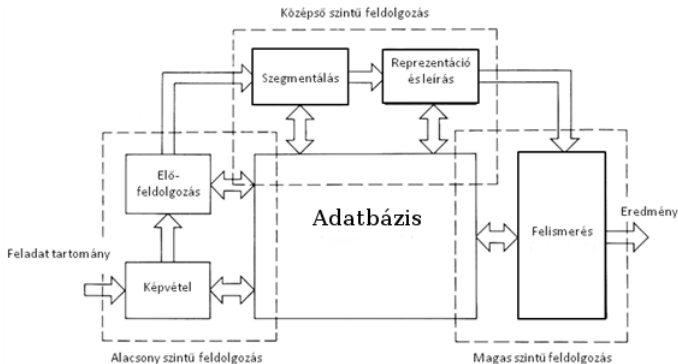 Középső szintű feldolgozás
Szegmentálás
Reprezentáció
és leírás
Elő-
feldolgozás
Adatbázis
Felismerés
Eredmény
Feladat tartomány
Képvétel
Alacsony szintű feldolgozás
Magas szintű feldolgozás